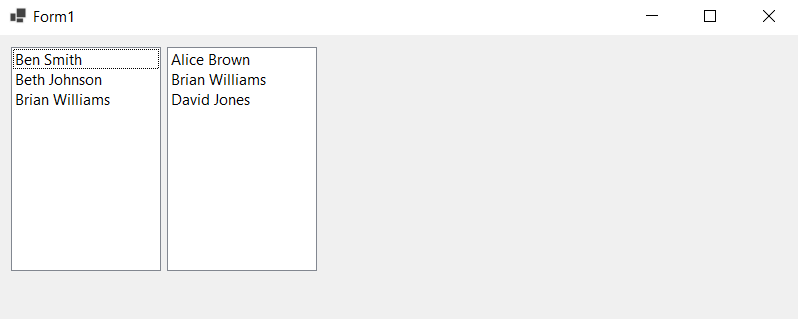 Form1
Ben Smith
Beth Johnson
Brian Williams
Alice Brown
Brian Williams
David Jones